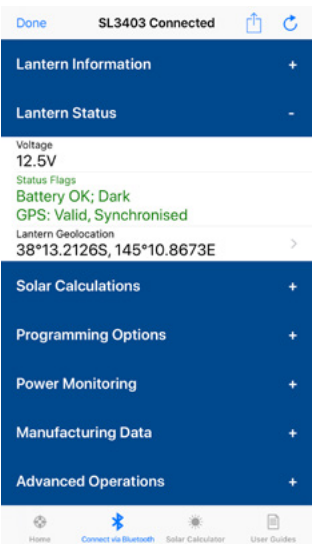 Done SL3403 Connected
Lantern Information +
Lantern Status -
Voltage
12.5V
Status Flags
Battery OK; Dark
GPS: Valid, Synchronised
Lantern Geolocation
38°13.2126S, 145°10.8673E
Solar Calculations +
Programming Options +
Power Monitoring +
Manufacturing Data +
Advanced Operations +
Home Connect via Bluetooth Solar Calculator User Guides